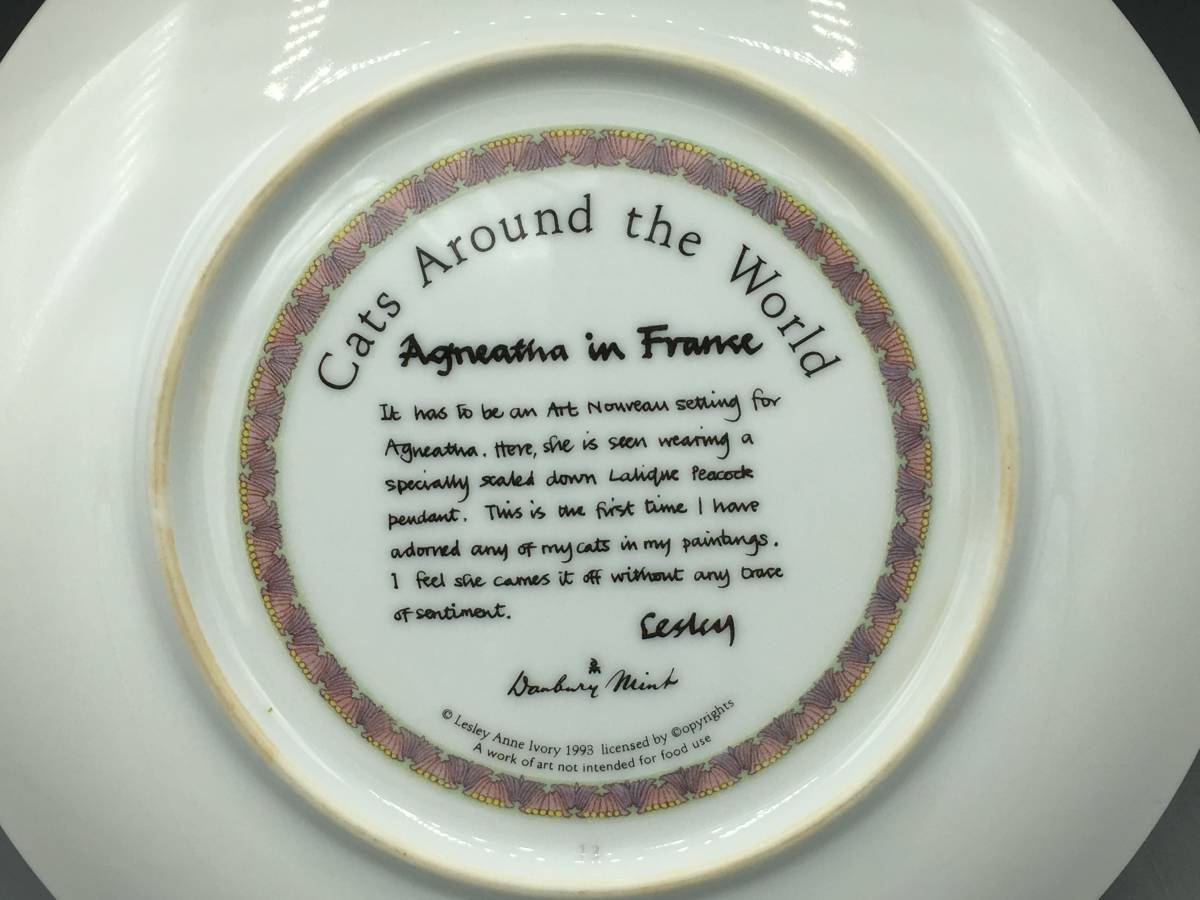 Cats Around the World
Agneatha in France
It has to be an Art Nouveau setting for
Agneatha. Here, she is seen wearing a
specially scaled down Lalique Peacock
pendant. This is the first time I have
adorned any of my cats in my paintings.
I feel she carries it off without any trace
of sentiment.
Lesley
Danbury Mint
© Lesley Anne Ivory 1993 licensed by ©opyrights
A work of art not intended for food use